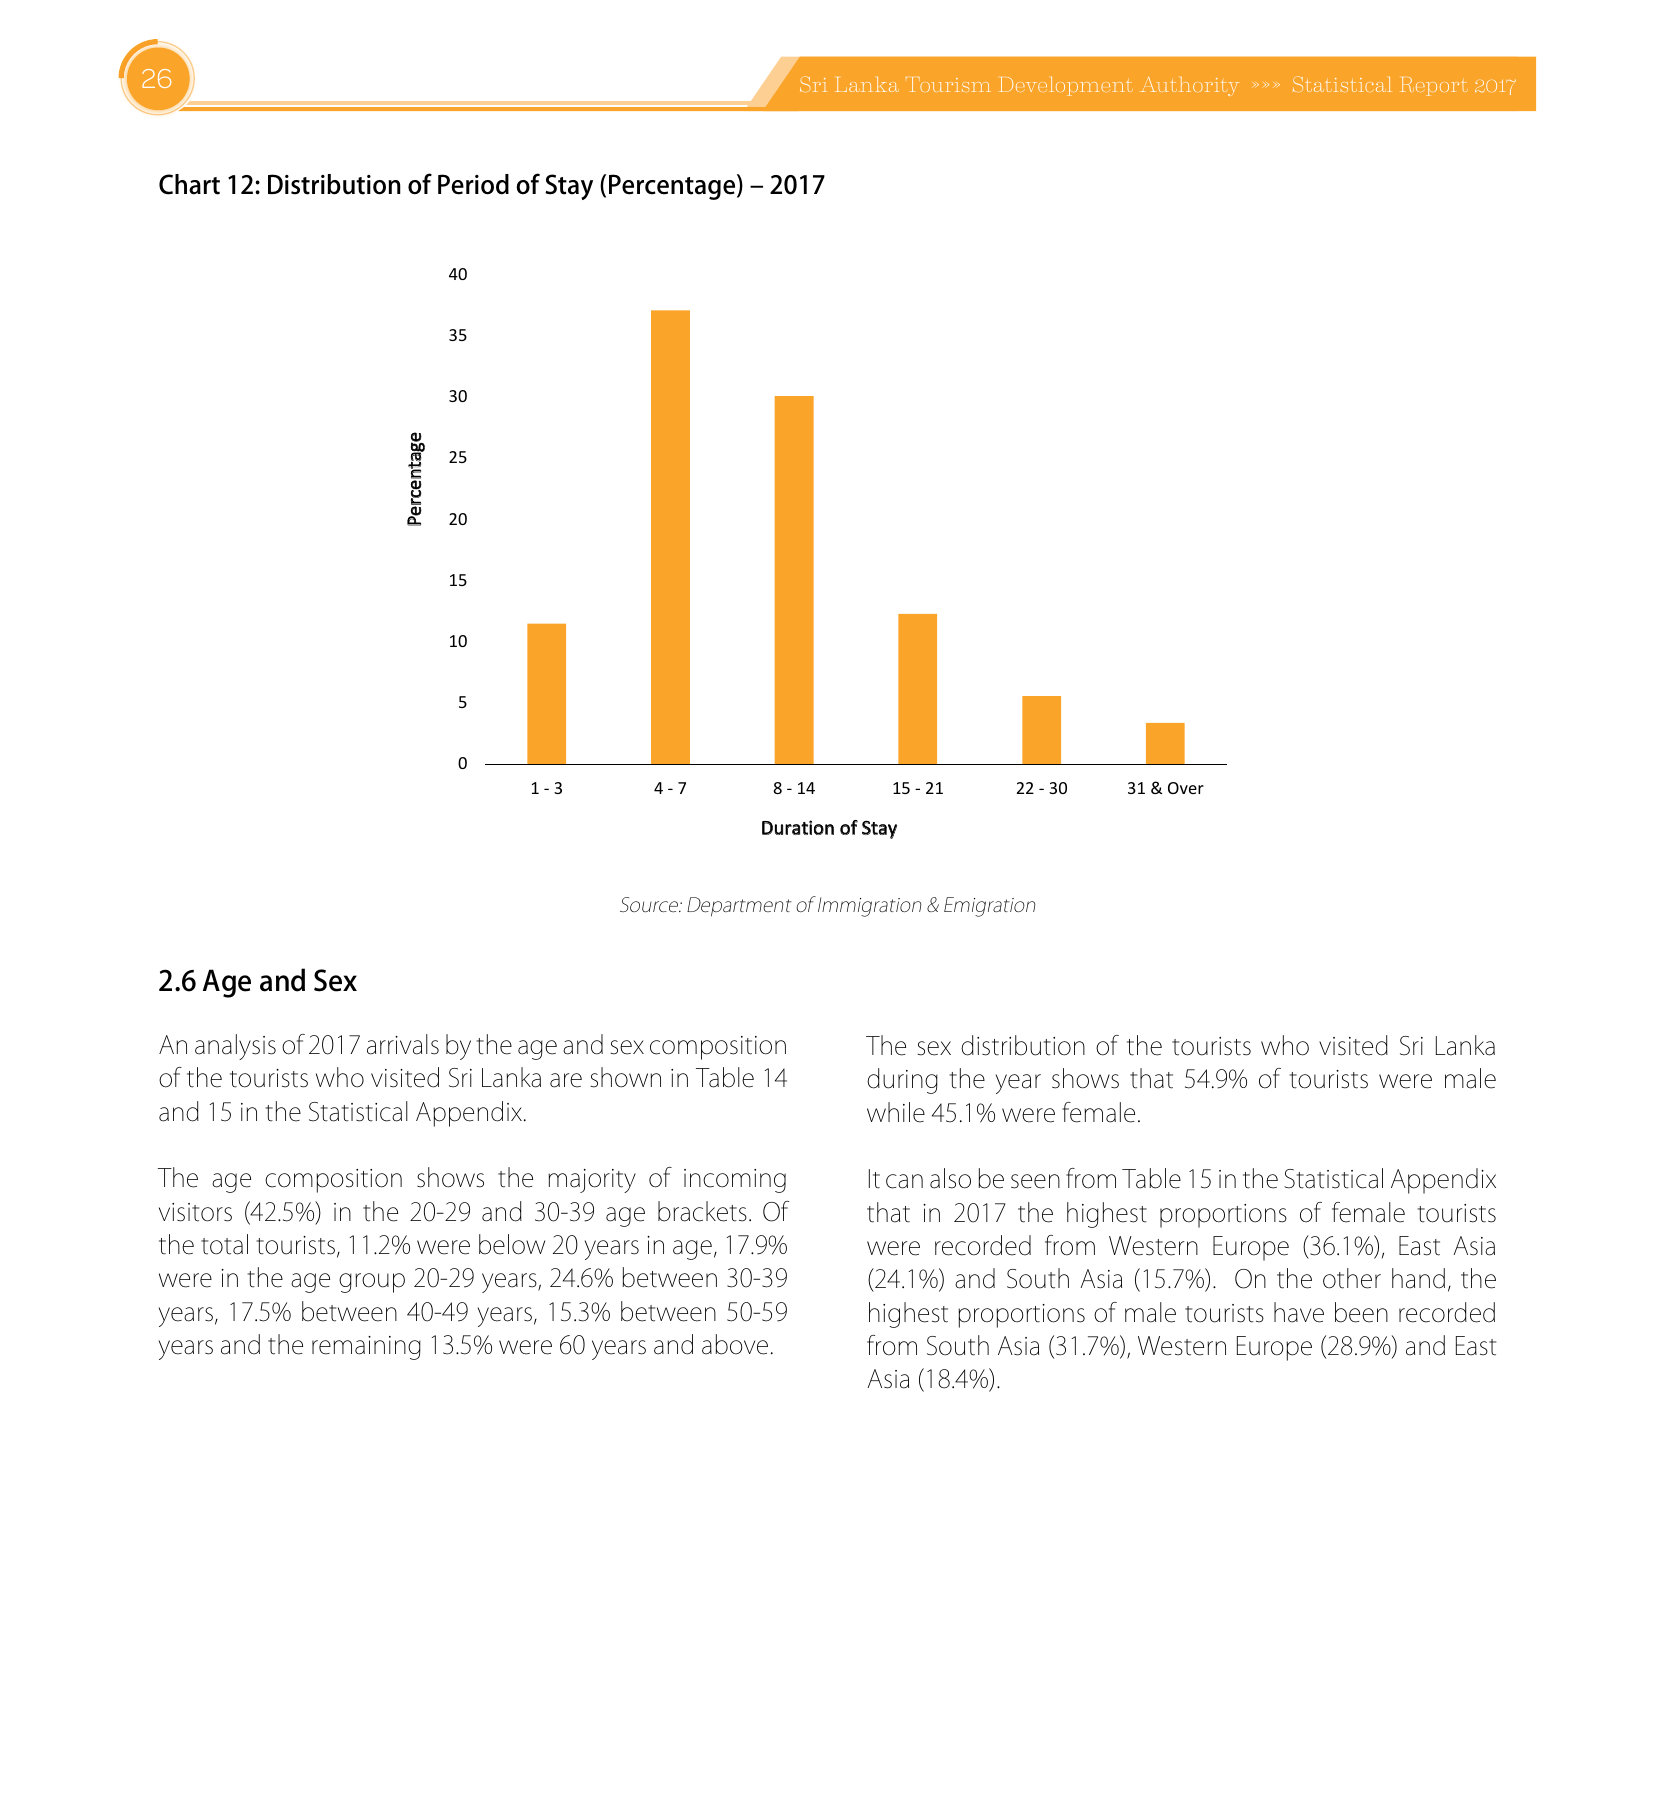 26
Sri Lanka Tourism Development Authority »»» Statistical Report 2017
Chart 12: Distribution of Period of Stay (Percentage) – 2017
40
35
30
25
20
15
10
5
0
Percentage
1 - 3
4 - 7
8 - 14
15 - 21
22 - 30
31 & Over
Duration of Stay
Source: Department of Immigration & Emigration
2.6 Age and Sex
An analysis of 2017 arrivals by the age and sex composition
of the tourists who visited Sri Lanka are shown in Table 14
and 15 in the Statistical Appendix.
The age composition shows the majority of incoming
visitors (42.5%) in the 20-29 and 30-39 age brackets. Of
the total tourists, 11.2% were below 20 years in age, 17.9%
were in the age group 20-29 years, 24.6% between 30-39
years, 17.5% between 40-49 years, 15.3% between 50-59
years and the remaining 13.5% were 60 years and above.
The sex distribution of the tourists who visited Sri Lanka
during the year shows that 54.9% of tourists were male
while 45.1% were female.
It can also be seen from Table 15 in the Statistical Appendix
that in 2017 the highest proportions of female tourists
were recorded from Western Europe (36.1%), East Asia
(24.1%) and South Asia (15.7%). On the other hand, the
highest proportions of male tourists have been recorded
from South Asia (31.7%), Western Europe (28.9%) and East
Asia (18.4%).